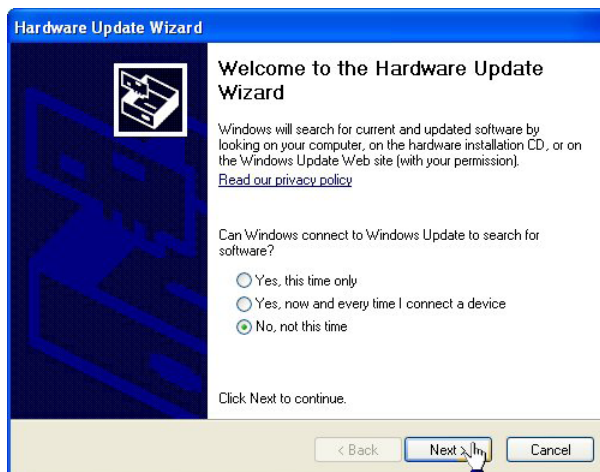 Hardware Update Wizard
Welcome to the Hardware Update
Wizard
Windows will search for current and updated software by
looking on your computer, on the hardware installation CD, or on
the Windows Update Web site (with your permission).
Read our privacy policy
Can Windows connect to Windows Update to search for
software?
Yes, this time only
Yes, now and every time I connect a device
No, not this time
Click Next to continue.
< Back Next > Cancel